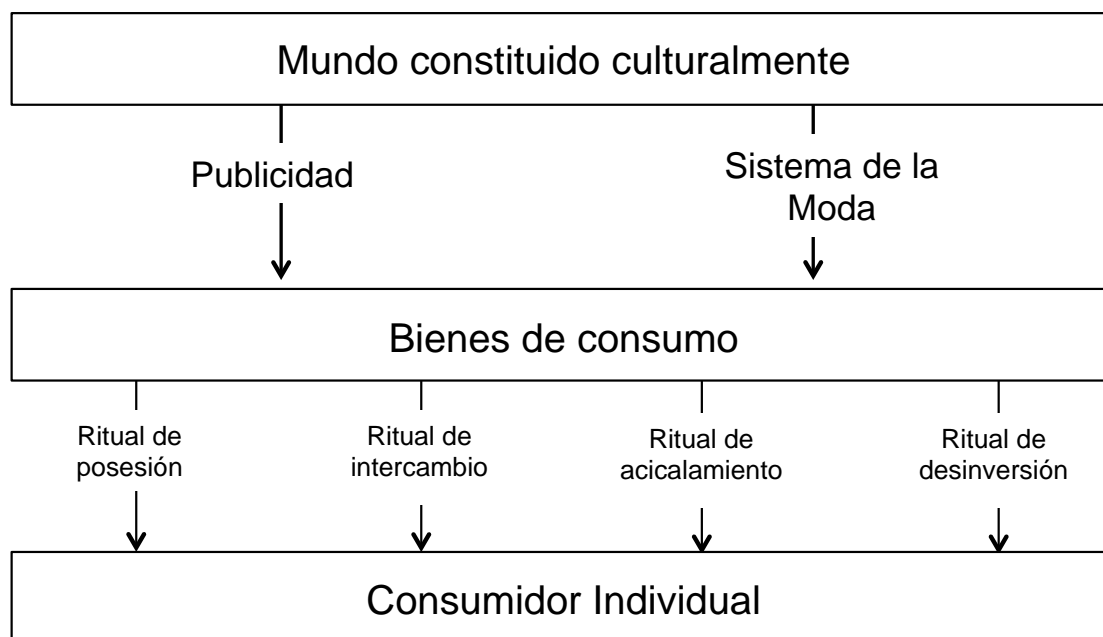 Mundo constituido culturalmente
Publicidad
Sistema de la
Moda
Bienes de consumo
Ritual de
posesión
Ritual de
intercambio
Ritual de
acicalamiento
Ritual de
desinversión
Consumidor Individual